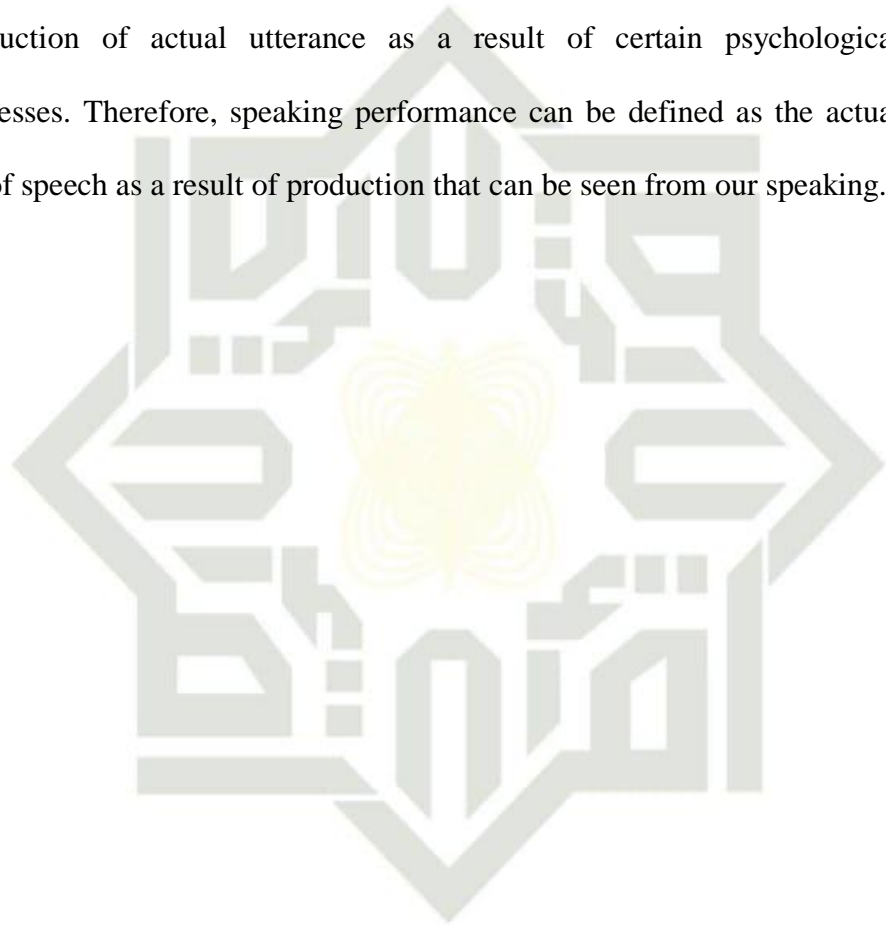 uction of actual utterance as a result of certain psychologica
esses. Therefore, speaking performance can be defined as the actua
of speech as a result of production that can be seen from our speaking.